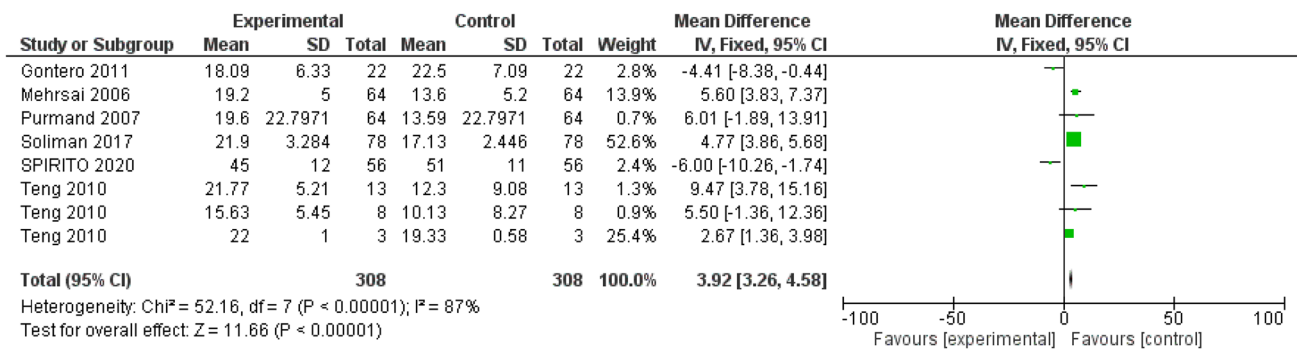 Experimental Control Mean Difference Mean Difference
Study or Subgroup Mean SD Total Mean SD Total Weight IV, Fixed, 95% CI IV, Fixed, 95% CI
Gontero 2011 18.09 6.33 22 22.5 7.09 22 2.8% -4.41 [-8.38, -0.44]
Mehrsai 2006 19.2 5 64 13.6 5.2 64 13.9% 5.60 [3.83, 7.37]
Purmand 2007 19.6 22.7971 64 13.59 22.7971 64 0.7% 6.01 [-1.89, 13.91]
Soliman 2017 21.9 3.284 78 17.13 2.446 78 52.6% 4.77 [3.86, 5.68]
SPIRITO 2020 45 12 56 51 11 56 2.4% -6.00 [-10.26, -1.74]
Teng 2010 21.77 5.21 13 12.3 9.08 13 1.3% 9.47 [3.78, 15.16]
Teng 2010 15.63 5.45 8 10.13 8.27 8 0.9% 5.50 [-1.36, 12.36]
Teng 2010 22 1 3 19.33 0.58 3 25.4% 2.67 [1.36, 3.98]
Total (95% CI) 308 308 100.0% 3.92 [3.26, 4.58]
Heterogeneity: Chi² = 52.16, df = 7 (P < 0.00001); I² = 87%
Test for overall effect: Z = 11.66 (P < 0.00001)
-100 -50 0 50 100
Favours [experimental] Favours [control]